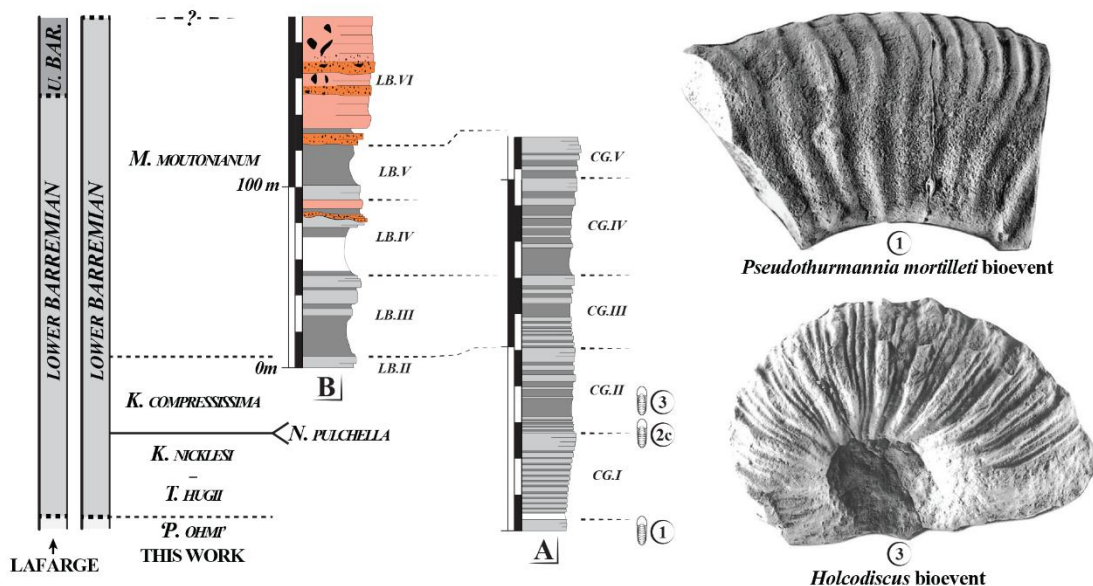 U. BAR.
LOWER BARREMIAN
LOWER BARREMIAN
LAFARGE
THIS WORK
?
M. MOUTONIANUM
K. COMPRESSISSIMA
N. PULCHELLA
K. NICKLESI
–
T. HUGII
'P. OHMI'
100 m
0m
LB.VI
LB.V
LB.IV
LB.III
LB.II
B
CG.V
CG.IV
CG.III
CG.II
CG.I
3
2c
1
A
1
Pseudothurmannia mortilleti bioevent
3
Holcodiscus bioevent